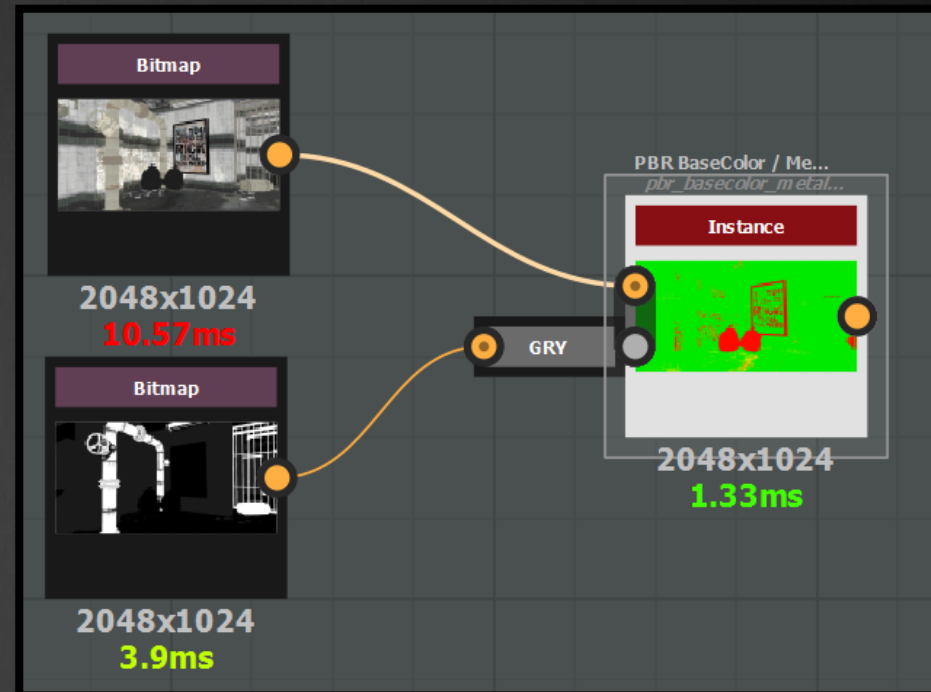 Bitmap
2048x1024
10.57ms
Bitmap
2048x1024
3.9ms
GRY
PBR BaseColor / Me...
pbr_basecolor_metal...
Instance
2048x1024
1.33ms